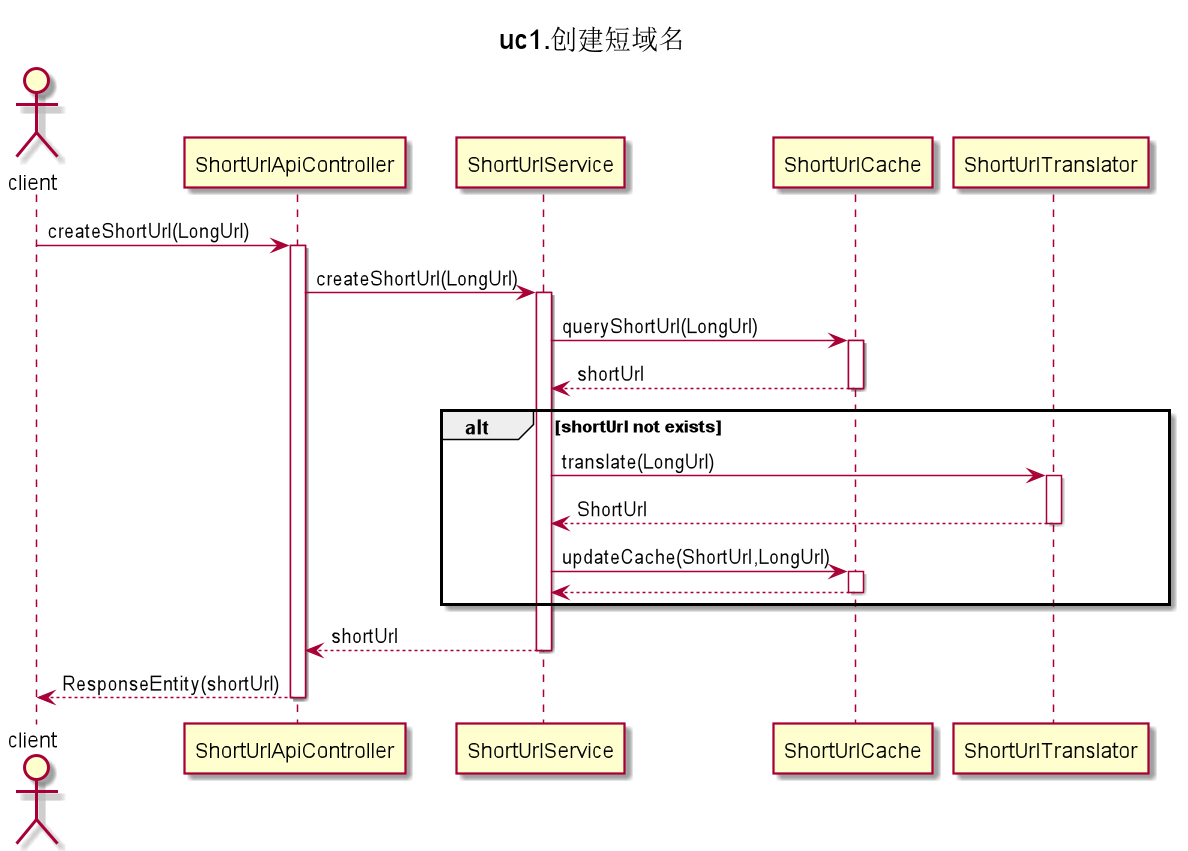 uc1.创建短域名
client
ShortUrlApiController
ShortUrlService
ShortUrlCache
ShortUrlTranslator
createShortUrl(LongUrl)
createShortUrl(LongUrl)
queryShortUrl(LongUrl)
shortUrl
alt
[shortUrl not exists]
translate(LongUrl)
ShortUrl
updateCache(ShortUrl,LongUrl)
shortUrl
ResponseEntity(shortUrl)
client
ShortUrlApiController
ShortUrlService
ShortUrlCache
ShortUrlTranslator